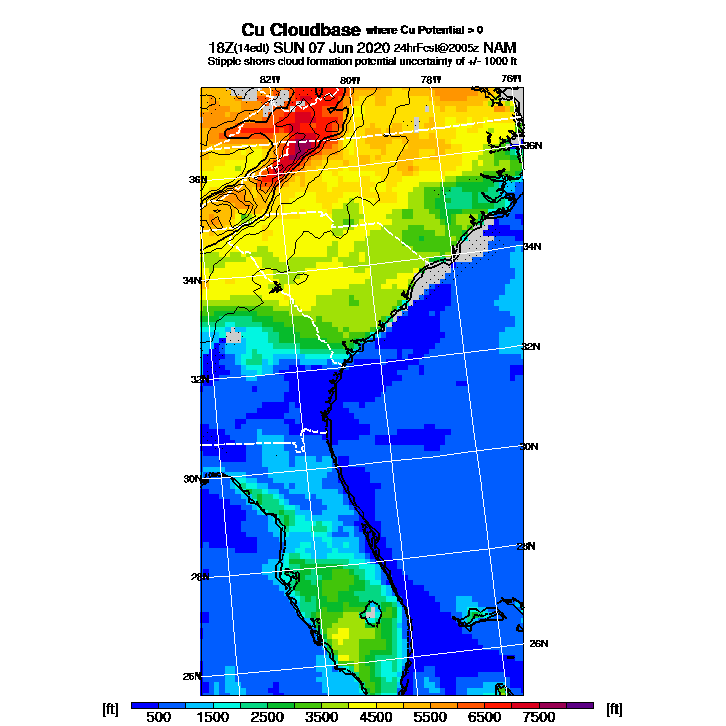 Cu Cloudbase where Cu Potential > 0
18Z(14edt) SUN 07 Jun 2020 24hrFcst@2005z NAM
Stipple shows cloud formation potential uncertainty of +/- 1000 ft
82W 80W 78W 76W
36N
36N
34N
34N
32N
32N
30N
30N
28N
28N
26N
26N
[ft] 500 1500 2500 3500 4500 5500 6500 7500 [ft]